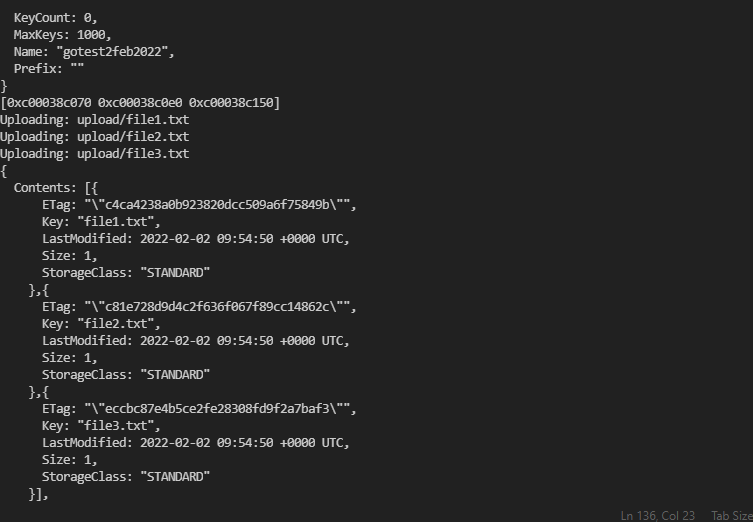 KeyCount: 0,
MaxKeys: 1000,
Name: "gotest2feb2022",
Prefix: ""
}
[0xc00038c070 0xc00038c0e0 0xc00038c150]
Uploading: upload/file1.txt
Uploading: upload/file2.txt
Uploading: upload/file3.txt
{
Contents: [{
ETag: "\"c4ca4238a0b923820dcc509a6f75849b\"",
Key: "file1.txt",
LastModified: 2022-02-02 09:54:50 +0000 UTC,
Size: 1,
StorageClass: "STANDARD"
},{
ETag: "\"c81e728d9d4c2f636f067f89cc14862c\"",
Key: "file2.txt",
LastModified: 2022-02-02 09:54:50 +0000 UTC,
Size: 1,
StorageClass: "STANDARD"
},{
ETag: "\"eccbc87e4b5ce2fe28308fd9f2a7baf3\"",
Key: "file3.txt",
LastModified: 2022-02-02 09:54:50 +0000 UTC,
Size: 1,
StorageClass: "STANDARD"
}],
Ln 136, Col 23 Tab Size